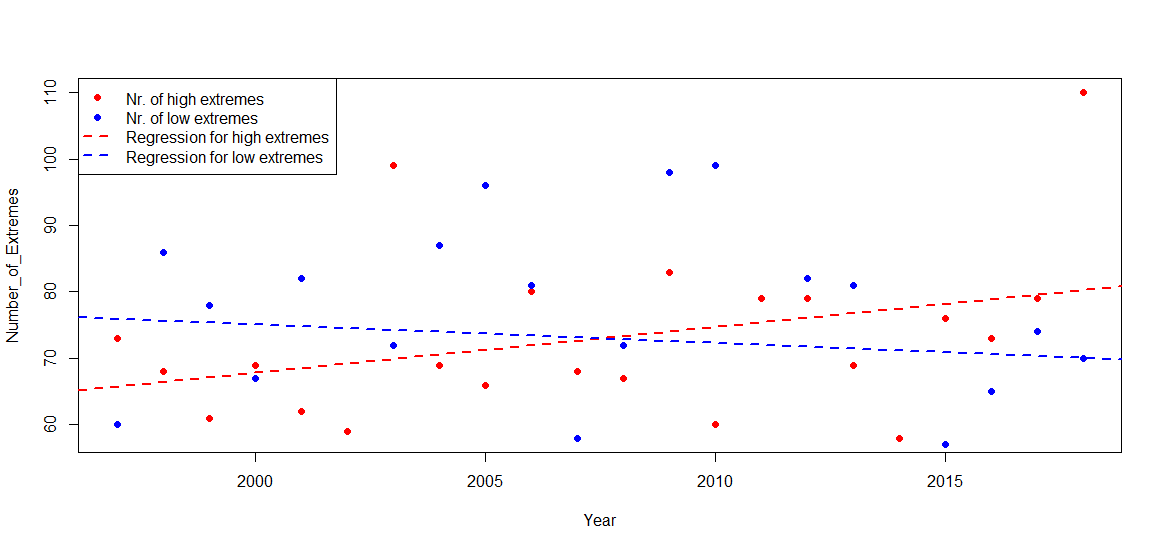 Nr. of high extremes
Nr. of low extremes
Regression for high extremes
Regression for low extremes
Number_of_Extremes
110
100
90
80
70
60
2000 2005 2010 2015
Year